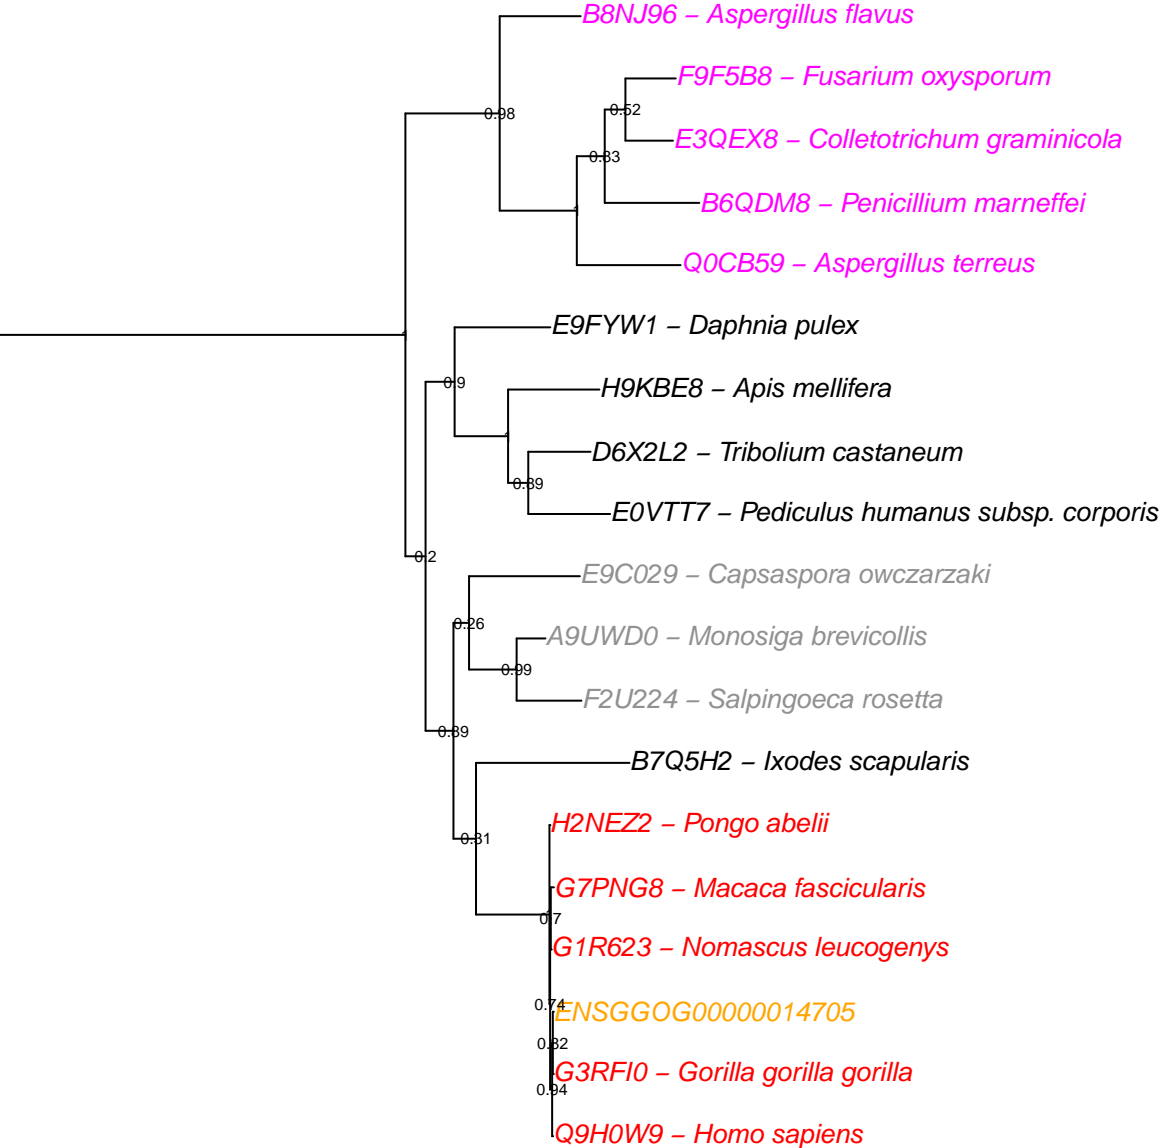 B8NJ96 – Aspergillus flavus
F9F5B8 – Fusarium oxysporum
0.52
0.98
E3QEX8 – Colletotrichum graminicola
0.83
B6QDM8 – Penicillium marneffei
1
Q0CB59 – Aspergillus terreus
E9FYW1 – Daphnia pulex
1
0.9
H9KBE8 – Apis mellifera
1
D6X2L2 – Tribolium castaneum
0.89
E0VTT7 – Pediculus humanus subsp. corporis
0.2
E9C029 – Capsaspora owczarzaki
0.26
A9UWD0 – Monosiga brevicollis
0.99
F2U224 – Salpingoeca rosetta
0.89
B7Q5H2 – Ixodes scapularis
H2NEZ2 – Pongo abelii
0.81
G7PNG8 – Macaca fascicularis
0.7
G1R623 – Nomascus leucogenys
0.74
ENSGGOG00000014705
0.82
G3RFI0 – Gorilla gorilla gorilla
0.94
Q9H0W9 – Homo sapiens